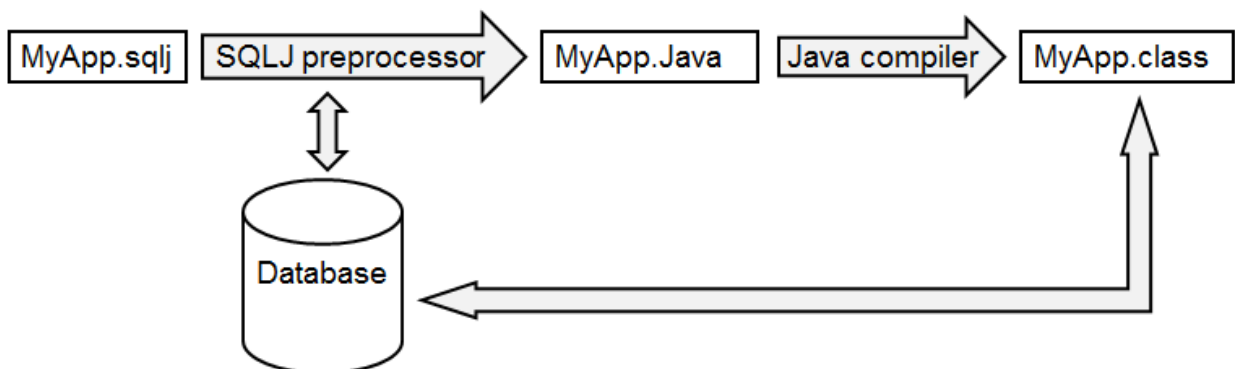 MyApp.sqlj
SQLJ preprocessor
MyApp.Java
Java compiler
MyApp.class
Database